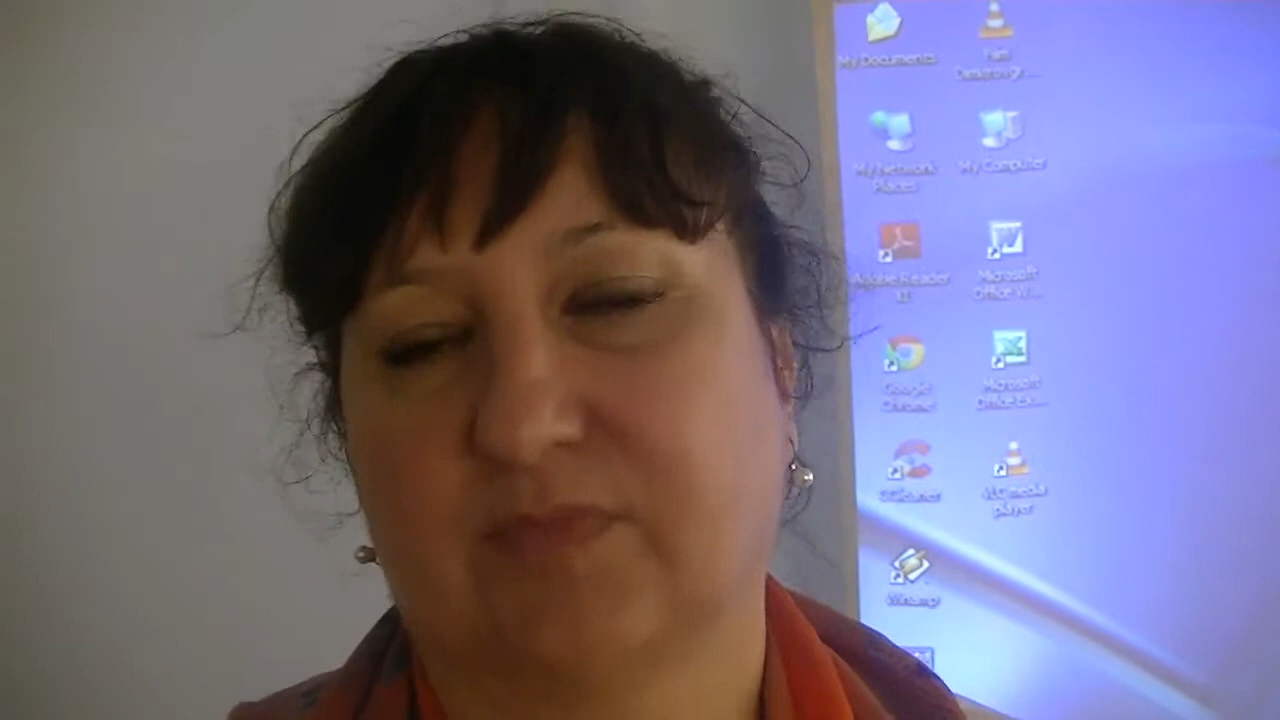 My Documents
My Network
Places
My Computer
Adobe Reader
XI
Microsoft
Office W...
Google
Chrome
Microsoft
Office Ex...
CCleaner
VLC media
player
Winamp